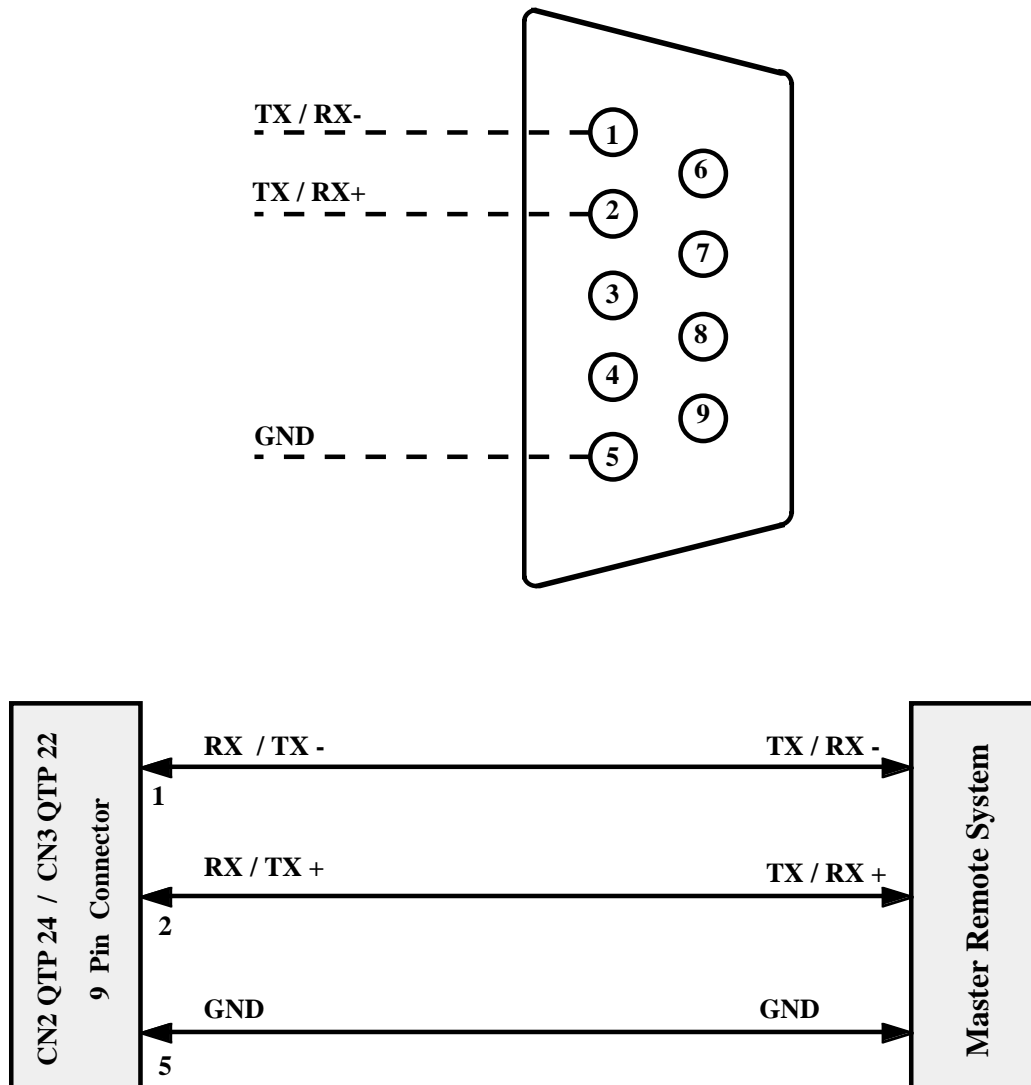 TX / RX-
1
6
TX / RX+
2
7
3
8
4
9
GND
5
CN2 QTP 24 / CN3 QTP 22
9 Pin Connector
RX / TX -
TX / RX -
1
RX / TX +
TX / RX +
2
GND
GND
5
Master Remote System